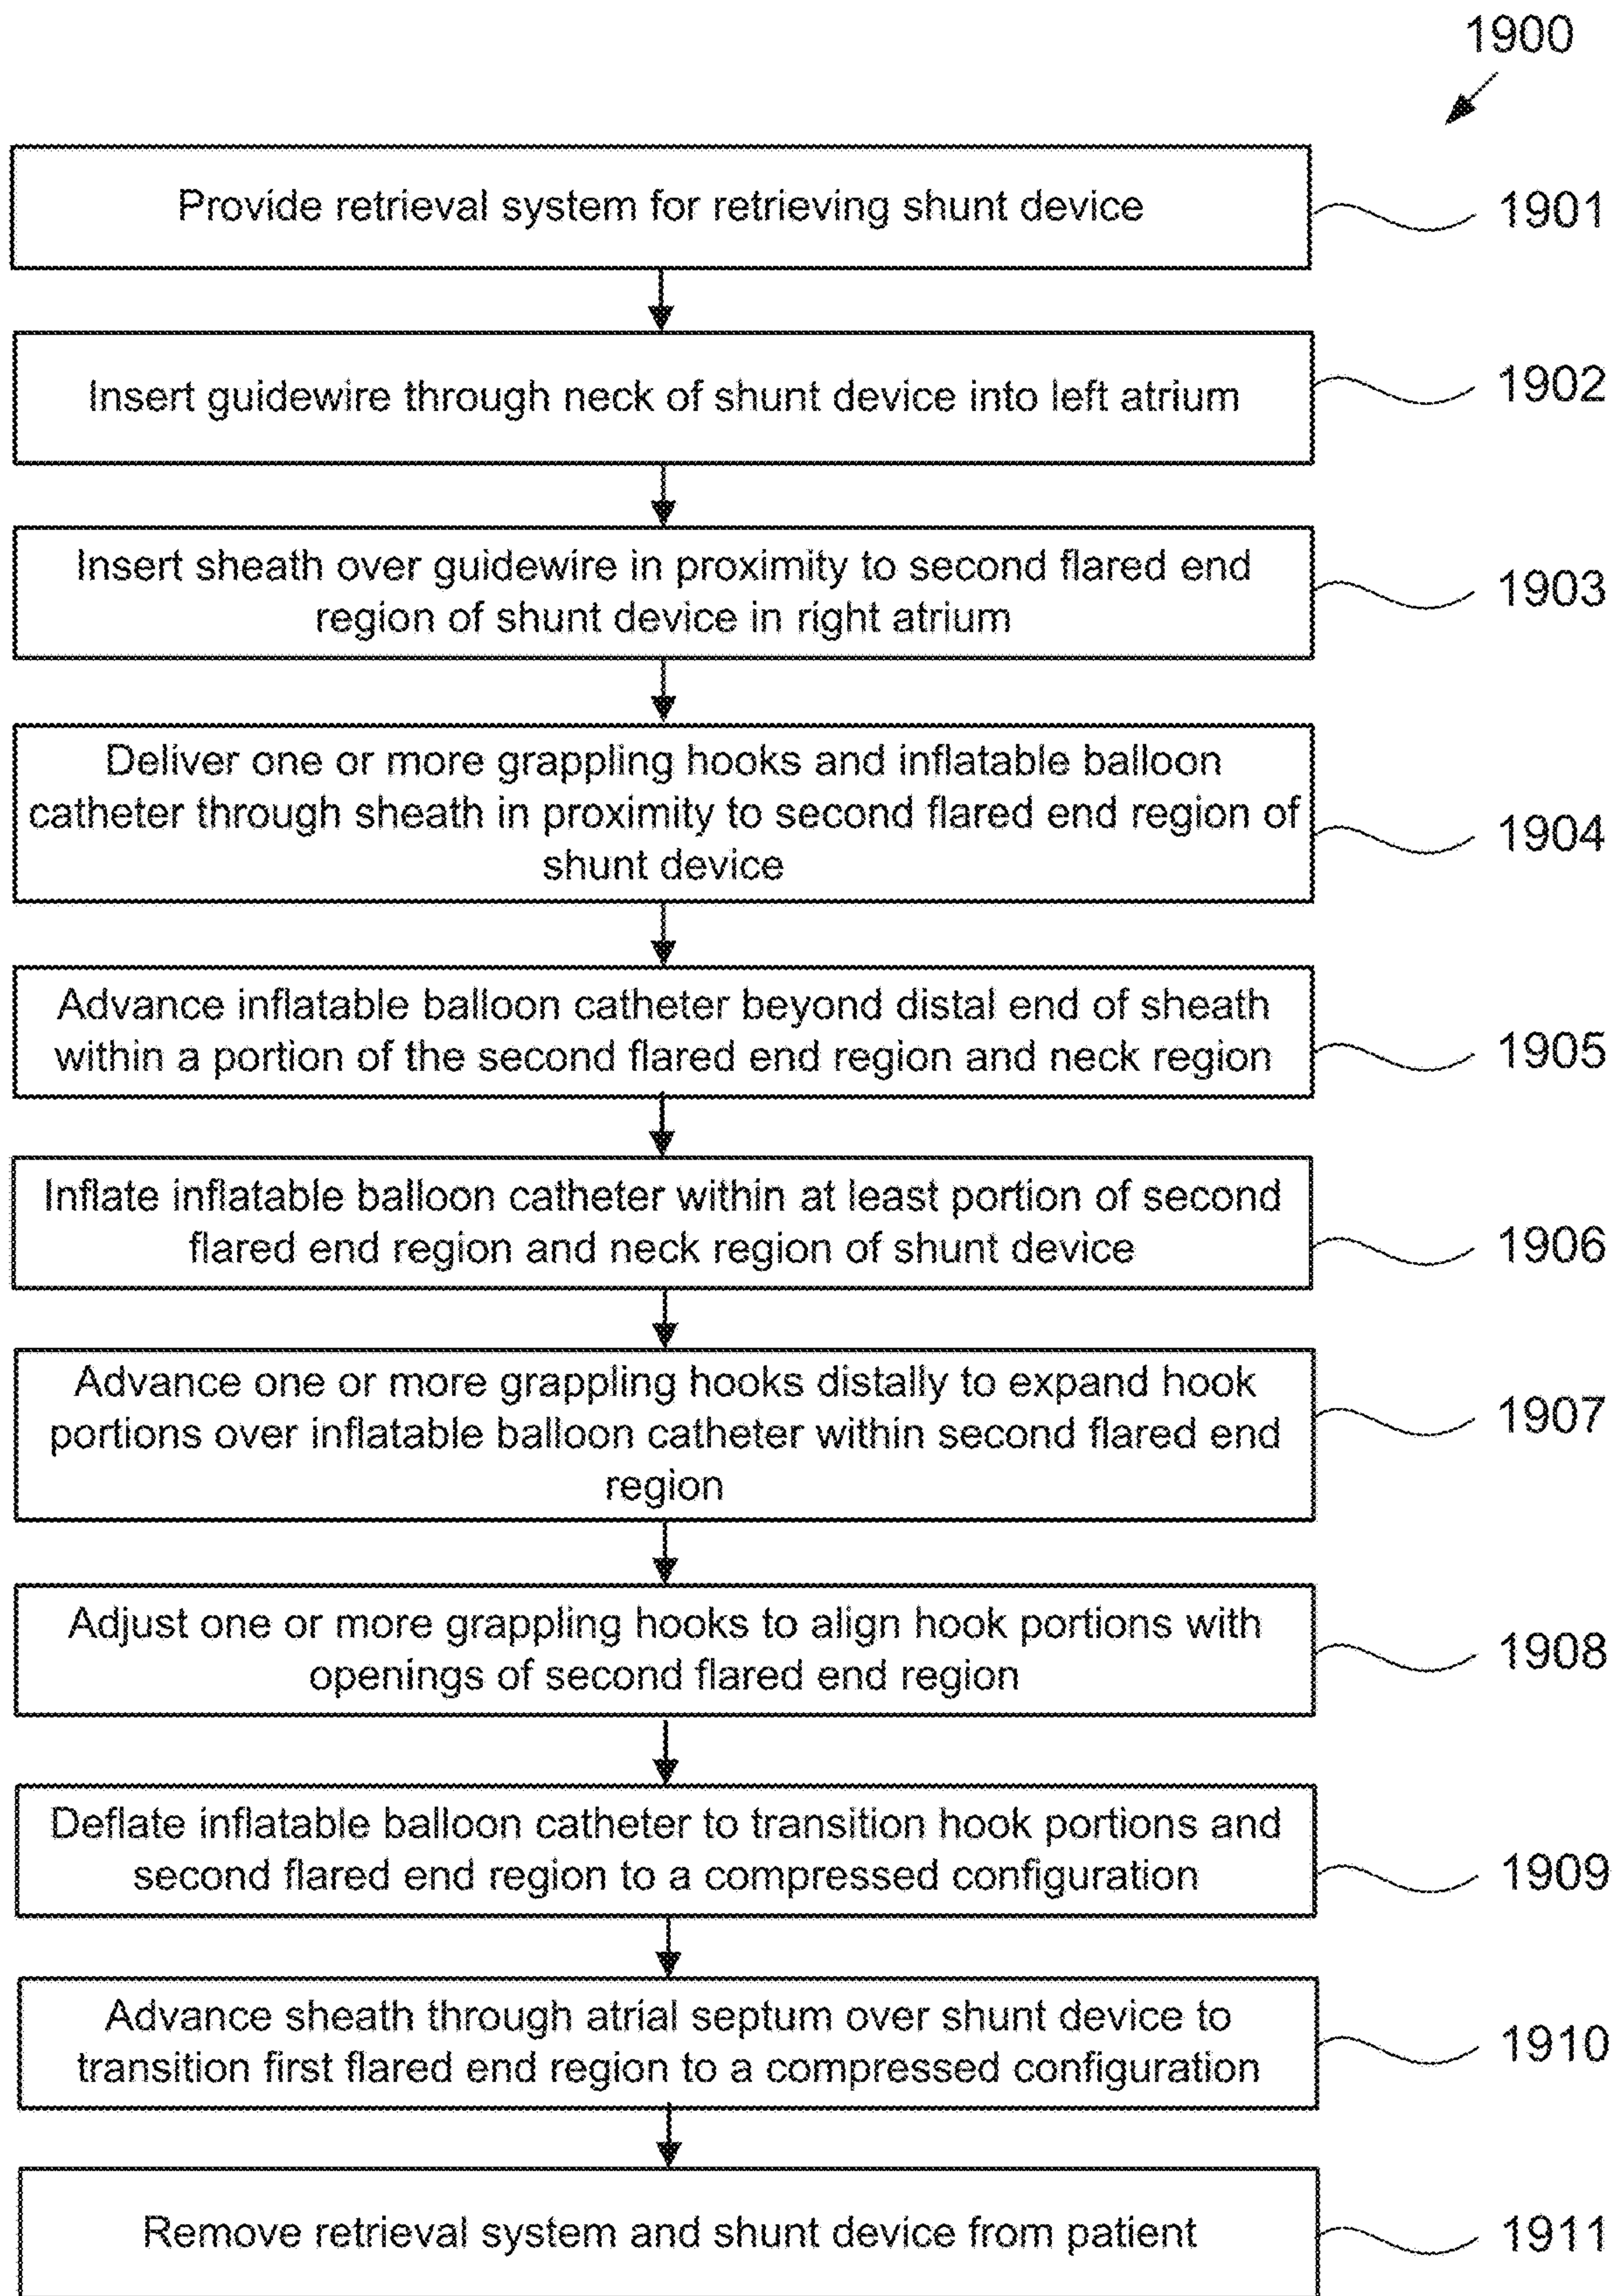 1900
Provide retrieval system for retrieving shunt device
1901
Insert guidewire through neck of shunt device into left atrium
1902
Insert sheath over guidewire in proximity to second flared end
region of shunt device in right atrium
1903
Deliver one or more grappling hooks and inflatable balloon
catheter through sheath in proximity to second flared end region of
shunt device
1904
Advance inflatable balloon catheter beyond distal end of sheath
within a portion of the second flared end region and neck region
1905
Inflate inflatable balloon catheter within at least portion of second
flared end region and neck region of shunt device
1906
Advance one or more grappling hooks distally to expand hook
portions over inflatable balloon catheter within second flared end
region
1907
Adjust one or more grappling hooks to align hook portions with
openings of second flared end region
1908
Deflate inflatable balloon catheter to transition hook portions and
second flared end region to a compressed configuration
1909
Advance sheath through atrial septum over shunt device to
transition first flared end region to a compressed configuration
1910
Remove retrieval system and shunt device from patient
1911